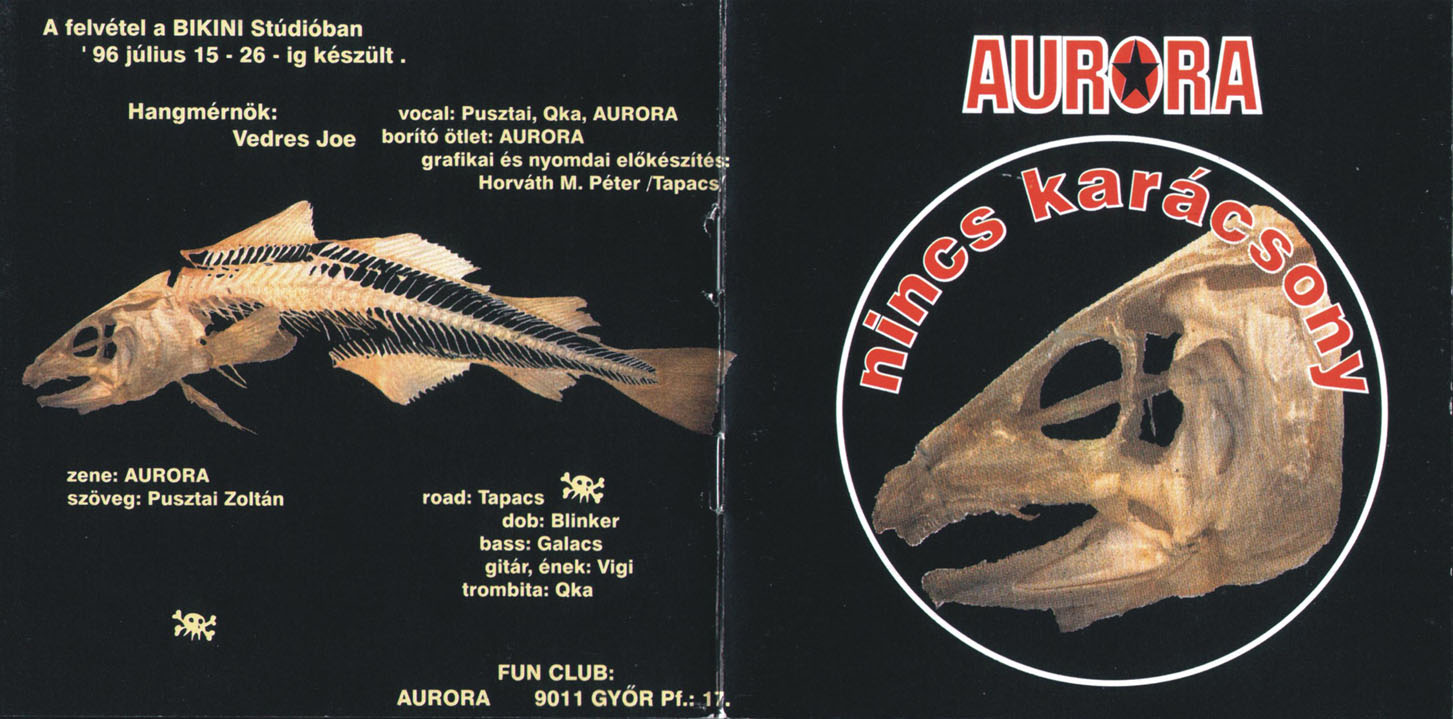 A felvétel a BIKINI Stúdióban
' 96 július 15 - 26 - ig készült .
Hangmérnök:
Vedres Joe
vocal: Pusztai, Qka, AURORA
borító ötlet: AURORA
grafikai és nyomdai előkészítés:
Horváth M. Péter /Tapacs/
zene: AURORA
szöveg: Pusztai Zoltán
road: Tapacs
dob: Blinker
bass: Galacs
gitár, ének: Vigi
trombita: Qka
FUN CLUB:
AURORA 9011 GYŐR Pf.: 17.
AURORA
nincs karácsony